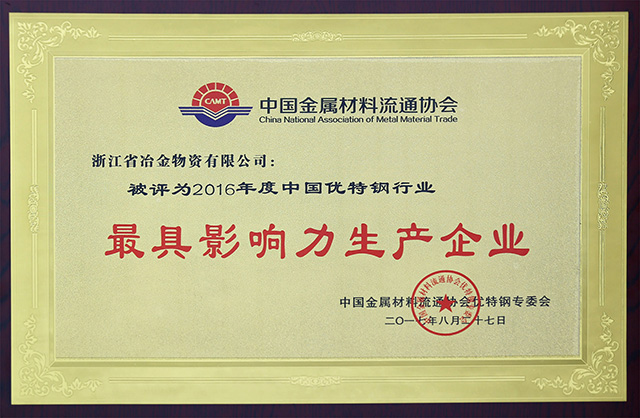 CAMT
中国金属材料流通协会
China National Association of Metal Material Trade
浙江省冶金物资有限公司：
被评为2016年度中国优特钢行业
最具影响力生产企业
中国金属材料流通协会优特钢专委会
二〇一七年八月二十七日